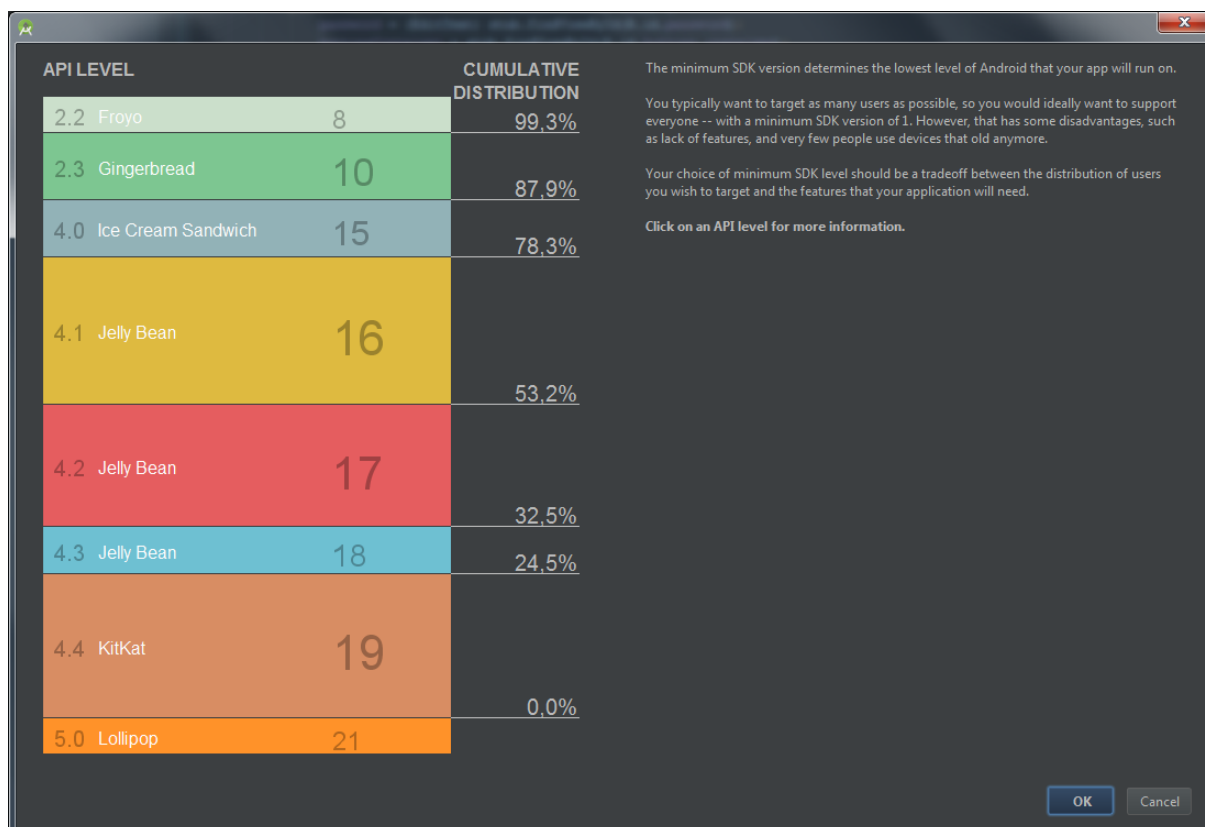 API LEVEL
CUMULATIVE
DISTRIBUTION
2.2 Froyo 8
99,3%
2.3 Gingerbread 10
87,9%
4.0 Ice Cream Sandwich 15
78,3%
4.1 Jelly Bean 16
53,2%
4.2 Jelly Bean 17
32,5%
4.3 Jelly Bean 18
24,5%
4.4 KitKat 19
0,0%
5.0 Lollipop 21
The minimum SDK version determines the lowest level of Android that your app will run on.
You typically want to target as many users as possible, so you would ideally want to support
everyone -- with a minimum SDK version of 1. However, that has some disadvantages, such
as lack of features, and very few people use devices that old anymore.
Your choice of minimum SDK level should be a tradeoff between the distribution of users
you wish to target and the features that your application will need.
Click on an API level for more information.
OK
Cancel